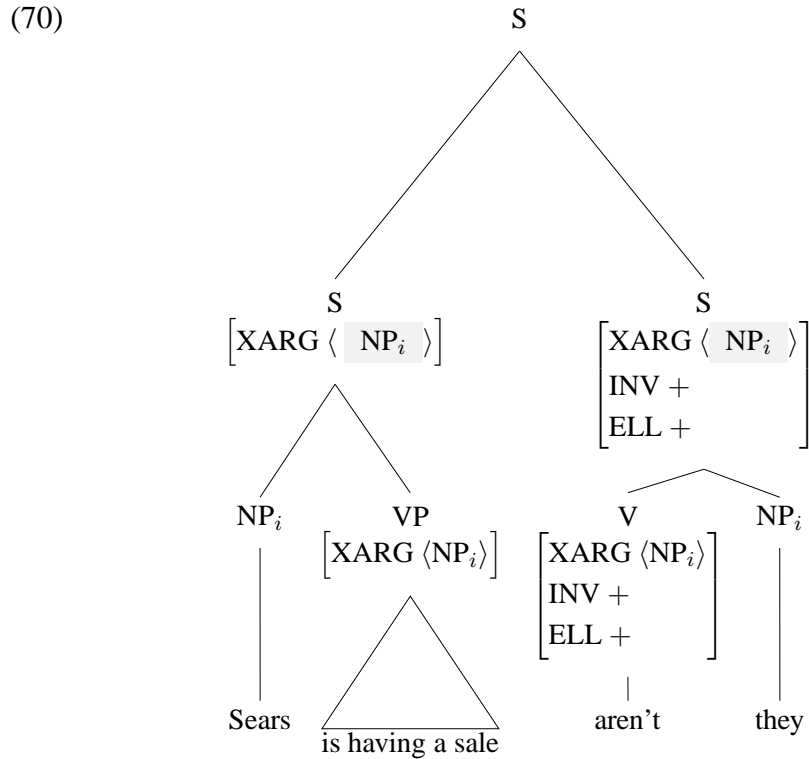 (70)
S
S S
[XARG ⟨ NP_i ⟩] [XARG ⟨ NP_i ⟩
INV +
ELL +]
NP_i VP V NP_i
[XARG ⟨NP_i⟩] [XARG ⟨NP_i⟩
INV +
ELL +]
Sears is having a sale aren't they